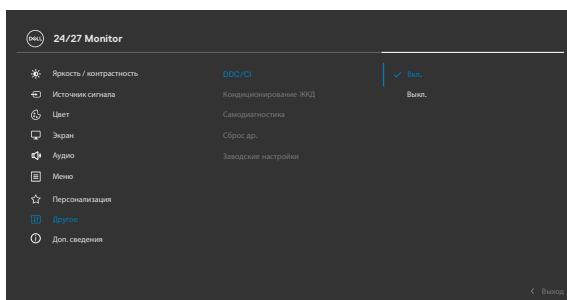 DELL 24/27 Monitor
Яркость / контрастность DDC/CI Вкл.
Источник сигнала Кондиционирование ЖКД Выкл.
Цвет Самодиагностика
Экран Сброс др.
Аудио Заводские настройки
Меню
Персонализация
Другое
Доп. сведения
Выход